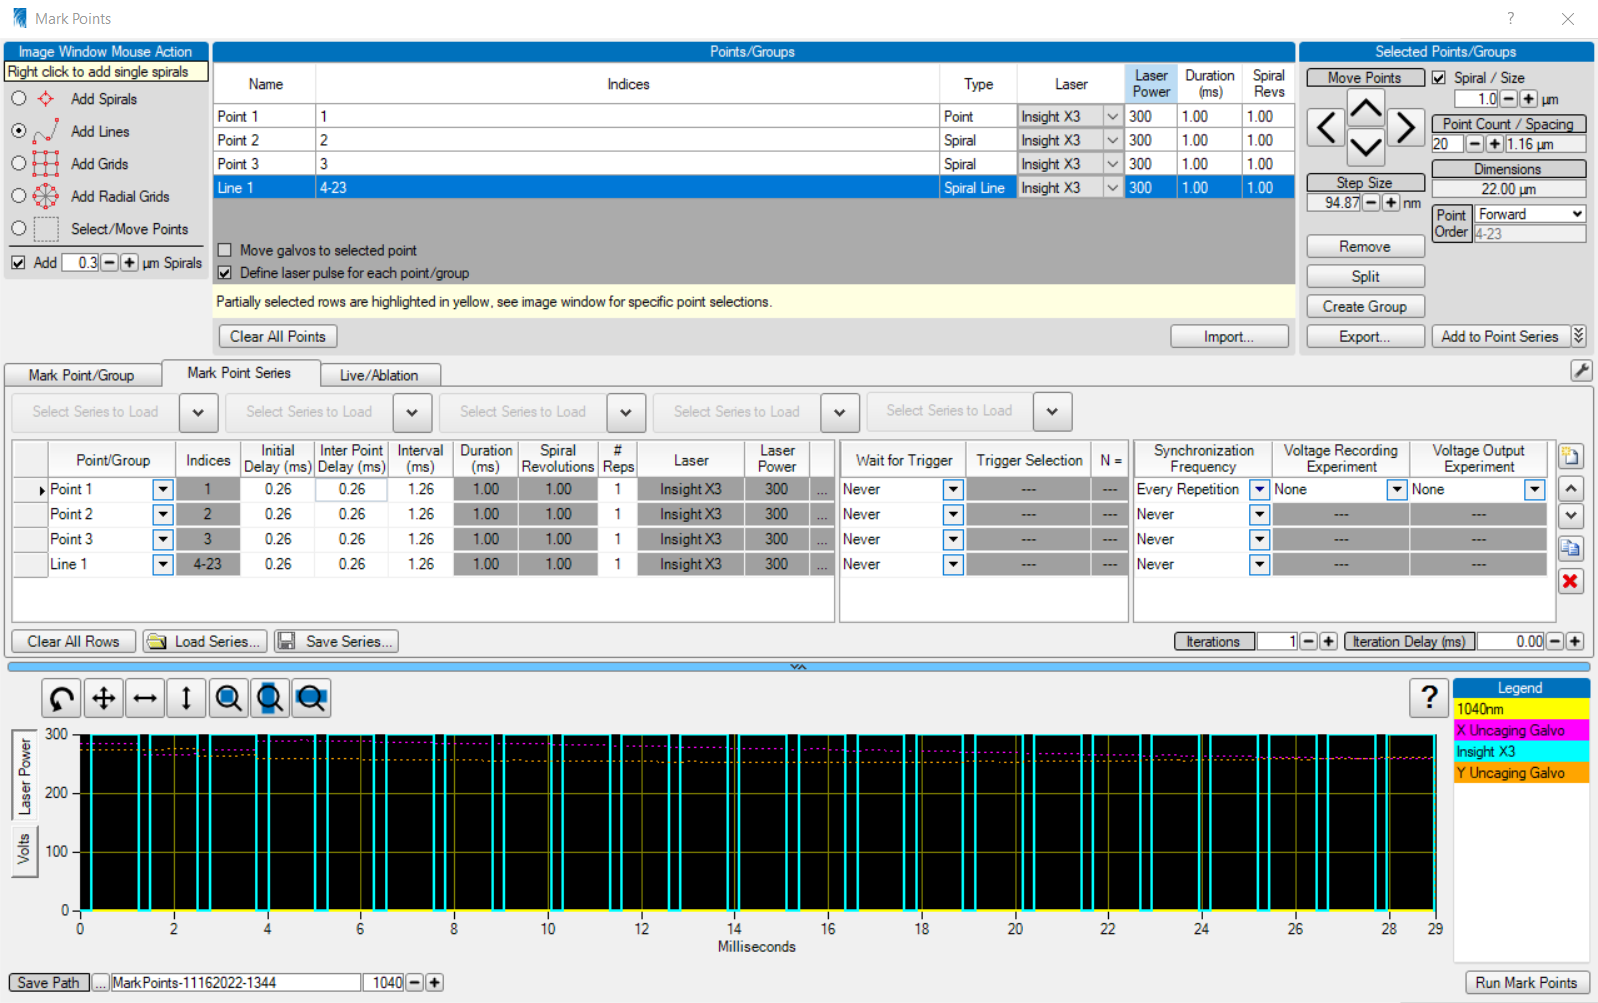 Mark Points
?
Image Window Mouse Action
Right click to add single spirals
Add Spirals
Add Lines
Add Grids
Add Radial Grids
Select/Move Points
Add 0.3 µm Spirals
Points/Groups
Name Indices Type Laser Laser Power Duration (ms) Spiral Revs
Point 1 1 Point Insight X3 300 1.00 1.00
Point 2 2 Spiral Insight X3 300 1.00 1.00
Point 3 3 Spiral Insight X3 300 1.00 1.00
Line 1 4-23 Spiral Line Insight X3 300 1.00 1.00
Move galvos to selected point
Define laser pulse for each point/group
Partially selected rows are highlighted in yellow, see image window for specific point selections.
Clear All Points
Import...
Selected Points/Groups
Move Points
Spiral / Size
1.0 µm
Point Count / Spacing
20 1.16 µm
Dimensions
22.00 µm
Step Size
94.87 nm
Point Order Forward
4-23
Remove
Split
Create Group
Export...
Add to Point Series
Mark Point/Group Mark Point Series Live/Ablation
Select Series to Load Select Series to Load Select Series to Load Select Series to Load Select Series to Load
Point/Group Indices Initial Delay (ms) Inter Point Delay (ms) Interval (ms) Duration (ms) Spiral Revolutions # Reps Laser Laser Power Wait for Trigger Trigger Selection N = Synchronization Frequency Voltage Recording Experiment Voltage Output Experiment
Point 1 1 0.26 0.26 1.26 1.00 1.00 1 Insight X3 300 ... Never --- --- Every Repetition None None
Point 2 2 0.26 0.26 1.26 1.00 1.00 1 Insight X3 300 ... Never --- --- Never --- ---
Point 3 3 0.26 0.26 1.26 1.00 1.00 1 Insight X3 300 ... Never --- --- Never --- ---
Line 1 4-23 0.26 0.26 1.26 1.00 1.00 1 Insight X3 300 ... Never --- --- Never --- ---
Clear All Rows Load Series... Save Series... Iterations 1 Iteration Delay (ms) 0.00
?
Legend
1040nm
X Uncaging Galvo
Insight X3
Y Uncaging Galvo
Laser Power
Volts
300
200
100
0
0 2 4 6 8 10 12 14 16 18 20 22 24 26 28 29
Milliseconds
Save Path ... MarkPoints-11162022-1344 1040
Run Mark Points